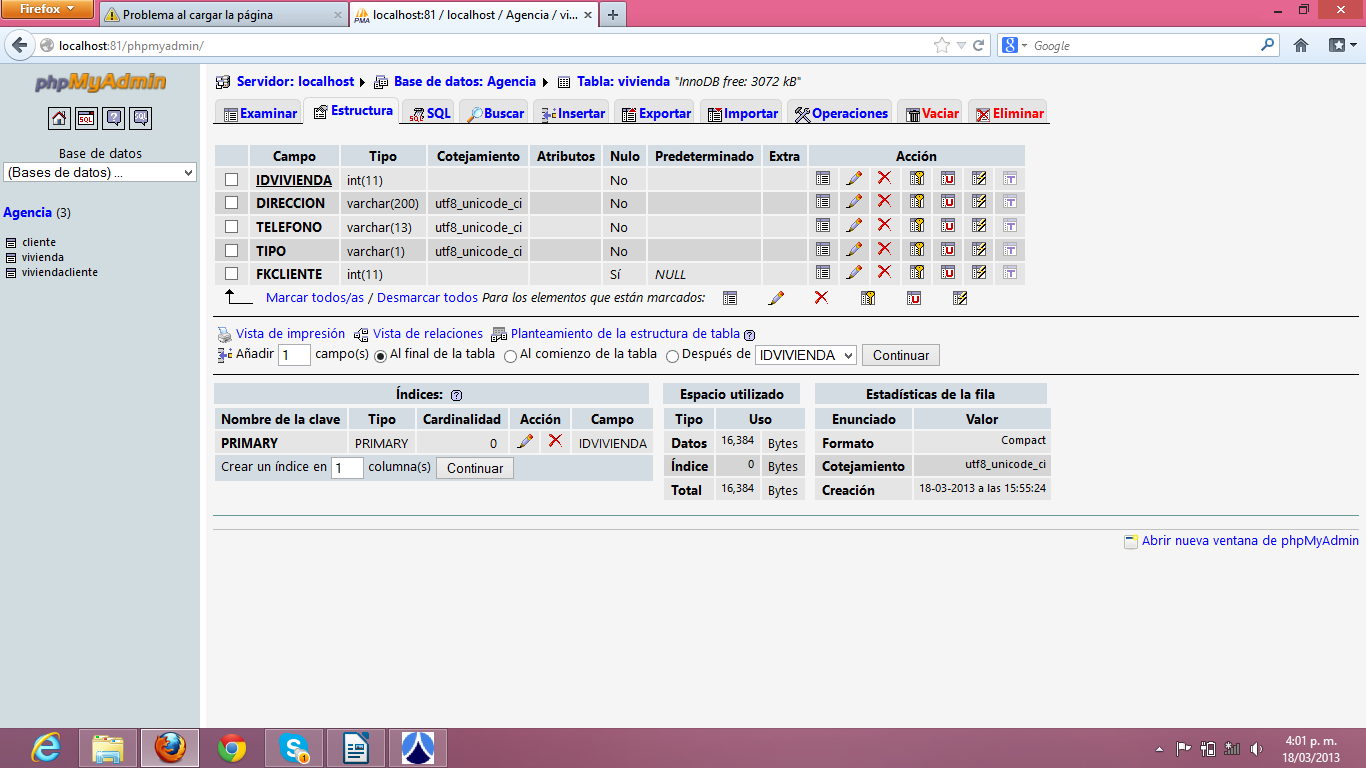 Firefox
Problema al cargar la página
localhost:81 / localhost / Agencia / vi...
localhost:81/phpmyadmin/
Google
phpMyAdmin
SQL
Base de datos
(Bases de datos) ...
Agencia (3)
cliente
vivienda
viviendacliente
Servidor: localhost Base de datos: Agencia Tabla: vivienda "InnoDB free: 3072 kB"
Examinar Estructura SQL Buscar Insertar Exportar Importar Operaciones Vaciar Eliminar
Campo Tipo Cotejamiento Atributos Nulo Predeterminado Extra Acción
IDVIVIENDA int(11) No
DIRECCION varchar(200) utf8_unicode_ci No
TELEFONO varchar(13) utf8_unicode_ci No
TIPO varchar(1) utf8_unicode_ci No
FKCLIENTE int(11) Sí NULL
Marcar todos/as / Desmarcar todos Para los elementos que están marcados:
Vista de impresión Vista de relaciones Planteamiento de la estructura de tabla
Añadir 1 campo(s) Al final de la tabla Al comienzo de la tabla Después de IDVIVIENDA Continuar
Índices:
Nombre de la clave Tipo Cardinalidad Acción Campo
PRIMARY PRIMARY 0 IDVIVIENDA
Crear un índice en 1 columna(s) Continuar
Espacio utilizado
Tipo Uso
Datos 16,384 Bytes
Índice 0 Bytes
Total 16,384 Bytes
Estadísticas de la fila
Enunciado Valor
Formato Compact
Cotejamiento utf8_unicode_ci
Creación 18-03-2013 a las 15:55:24
Abrir nueva ventana de phpMyAdmin
4:01 p. m.
18/03/2013